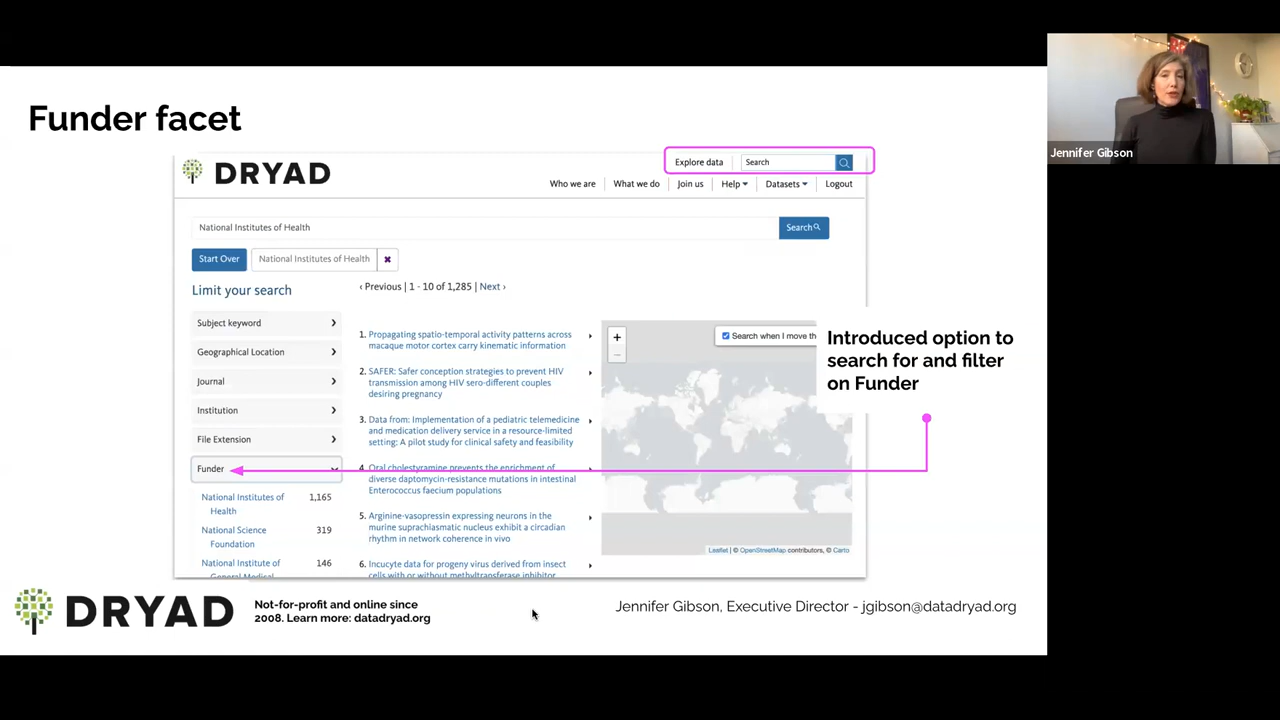 Funder facet
Jennifer Gibson
DRYAD
Explore data
Search
Who we are
What we do
Join us
Help
Datasets
Logout
National Institutes of Health
Search
Start Over
National Institutes of Health
Limit your search
‹ Previous | 1 - 10 of 1,285 | Next ›
Subject keyword
Geographical Location
Journal
Institution
File Extension
Funder
National Institutes of
Health
1,165
National Science
Foundation
319
National Institute of
General Medical
146
1. Propagating spatio-temporal activity patterns across
macaque motor cortex carry kinematic information
2. SAFER: Safer conception strategies to prevent HIV
transmission among HIV sero-different couples
desiring pregnancy
3. Data from: Implementation of a pediatric telemedicine
and medication delivery service in a resource-limited
setting: A pilot study for clinical safety and feasibility
4. Oral cholestyramine prevents the enrichment of
diverse daptomycin-resistance mutations in intestinal
Enterococcus faecium populations
5. Arginine-vasopressin expressing neurons in the
murine suprachiasmatic nucleus exhibit a circadian
rhythm in network coherence in vivo
6. Incucyte data for progeny virus derived from insect
cells with or without methyltransferase inhibitor
+
–
Search when I move th
Leaflet | © OpenStreetMap contributors, © Carto
Introduced option to
search for and filter
on Funder
DRYAD
Not-for-profit and online since
2008. Learn more: datadryad.org
Jennifer Gibson, Executive Director - jgibson@datadryad.org